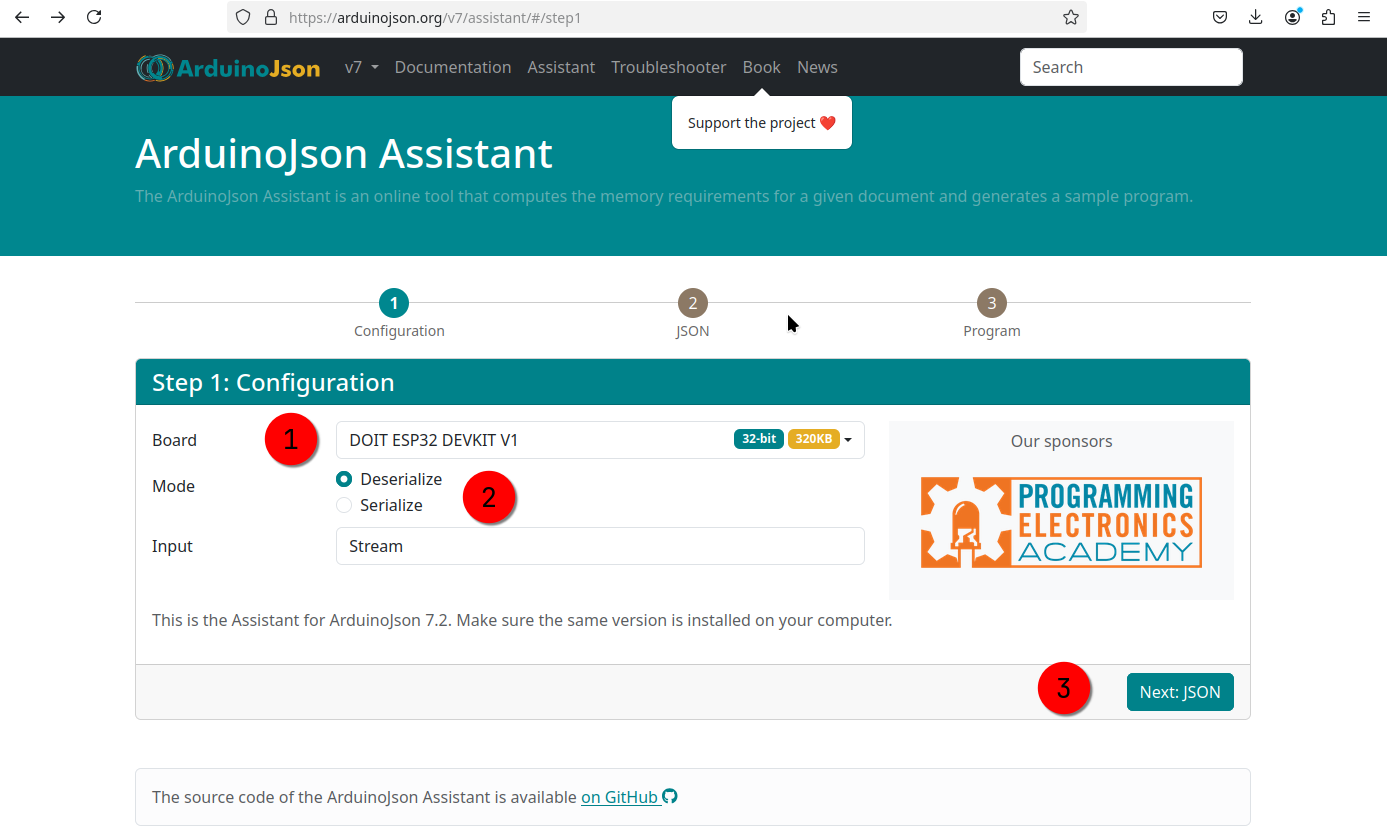 https://arduinojson.org/v7/assistant/#/step1
ArduinoJson v7 Documentation Assistant Troubleshooter Book News Search
Support the project ❤️
ArduinoJson Assistant
The ArduinoJson Assistant is an online tool that computes the memory requirements for a given document and generates a sample program.
1 2 3
Configuration JSON Program
Step 1: Configuration
Board 1 DOIT ESP32 DEVKIT V1 32-bit 320KB
Our sponsors
Mode Deserialize 2
Serialize
PROGRAMMING
ELECTRONICS
ACADEMY
Input Stream
This is the Assistant for ArduinoJson 7.2. Make sure the same version is installed on your computer.
3 Next: JSON
The source code of the ArduinoJson Assistant is available on GitHub